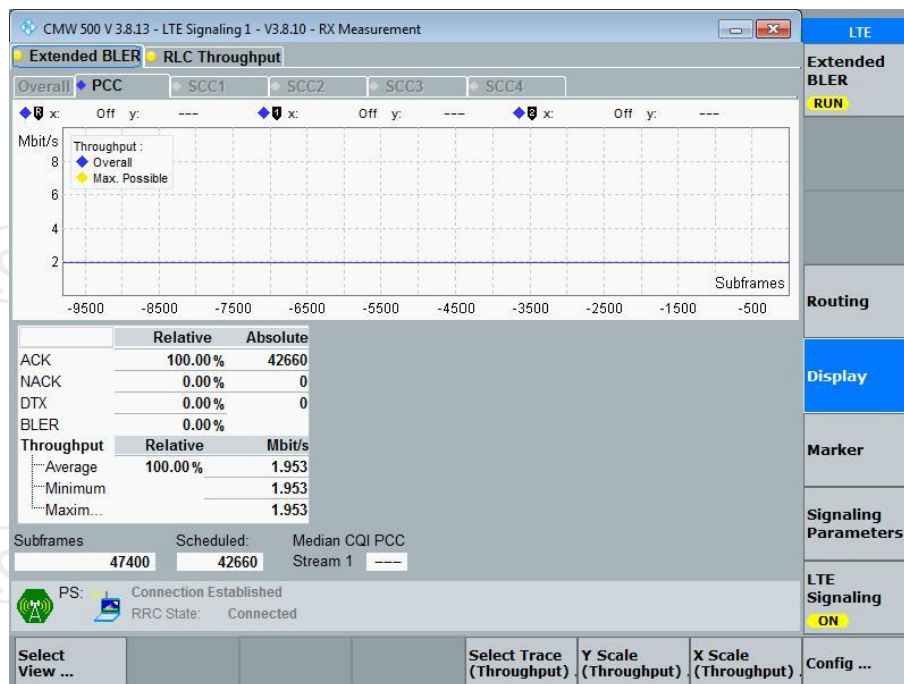 CMW 500 V 3.8.13 - LTE Signaling 1 - V3.8.10 - RX Measurement
LTE
Extended BLER RLC Throughput
Extended BLER
RUN
Overall PCC SCC1 SCC2 SCC3 SCC4
R x: Off y: --- 1 x: Off y: --- 2 x: Off y: ---
Mbit/s
Throughput :
Overall
Max. Possible
8
6
4
2
Subframes
-9500 -8500 -7500 -6500 -5500 -4500 -3500 -2500 -1500 -500
Routing
Relative Absolute
ACK 100.00 % 42660
NACK 0.00 % 0
DTX 0.00 % 0
BLER 0.00 %
Throughput Relative Mbit/s
Average 100.00 % 1.953
Minimum 1.953
Maxim... 1.953
Display
Marker
Signaling
Parameters
Subframes Scheduled: Median CQI PCC
47400 42660 Stream 1 ---
PS: Connection Established
RRC State: Connected
LTE
Signaling
ON
Select
View ...
Select Trace
(Throughput) .
Y Scale
(Throughput) .
X Scale
(Throughput) .
Config ...